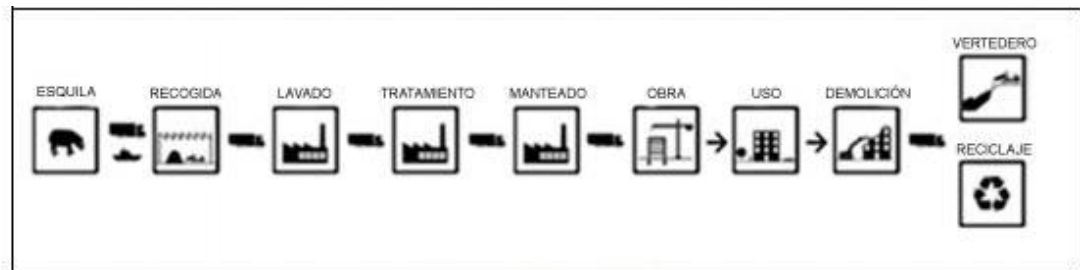 VERTEDERO
ESQUILA
RECOGIDA
LAVADO
TRATAMIENTO
MANTEADO
OBRA
USO
DEMOLICIÓN
RECICLAJE